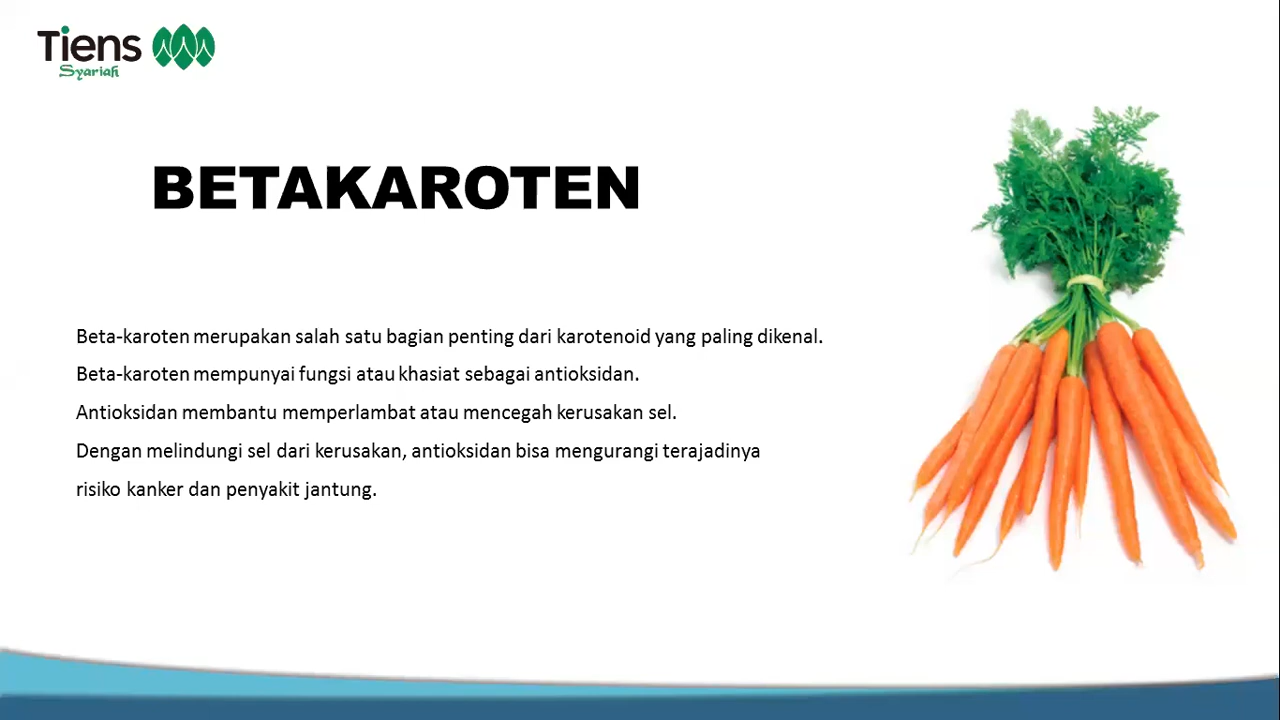 Tiens
Syariah
BETAKAROTEN
Beta-karoten merupakan salah satu bagian penting dari karotenoid yang paling dikenal.
Beta-karoten mempunyai fungsi atau khasiat sebagai antioksidan.
Antioksidan membantu memperlambat atau mencegah kerusakan sel.
Dengan melindungi sel dari kerusakan, antioksidan bisa mengurangi terajadinya
risiko kanker dan penyakit jantung.